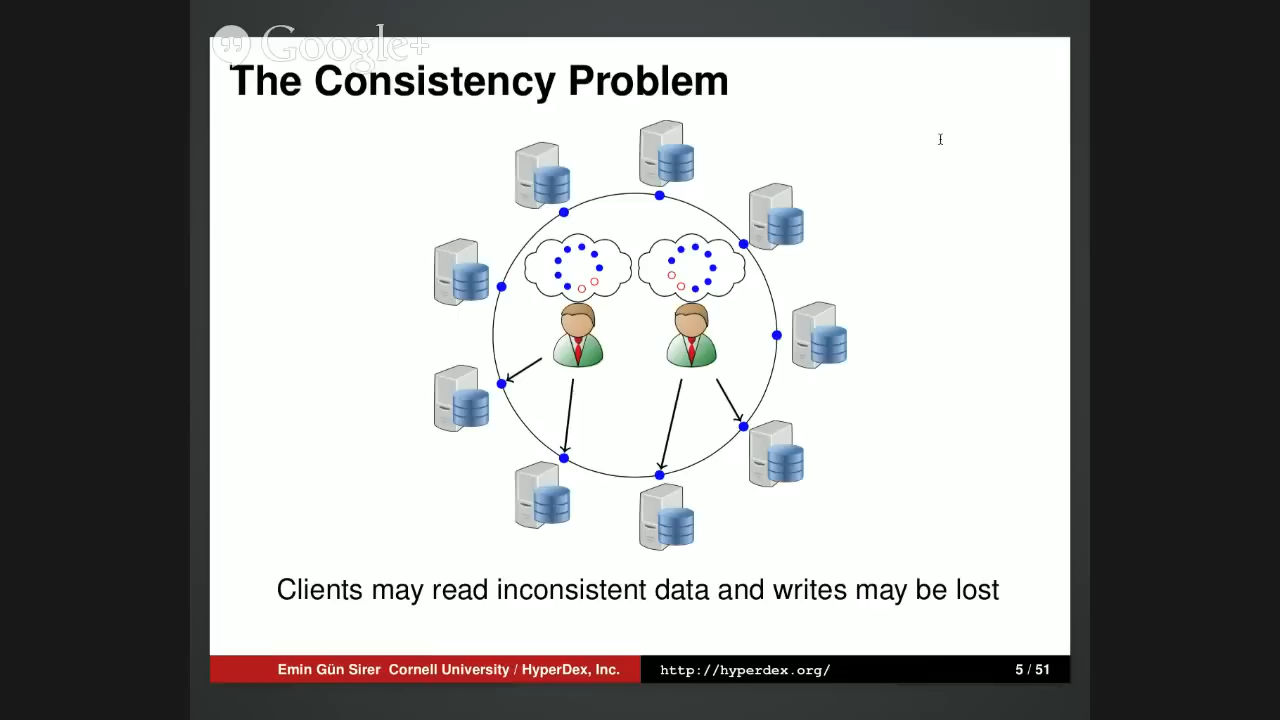 Google+
The Consistency Problem
Clients may read inconsistent data and writes may be lost
Emin Gün Sirer Cornell University / HyperDex, Inc.
http://hyperdex.org/
5 / 51